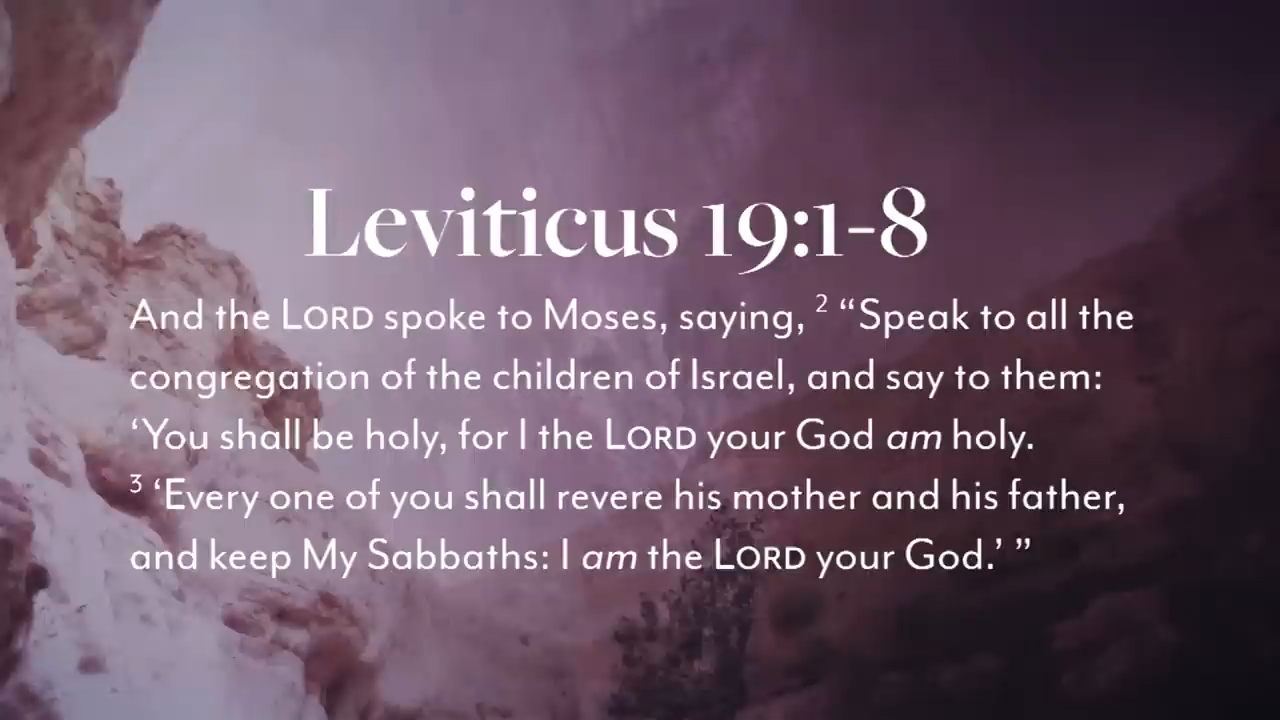 Leviticus 19:1-8
And the LORD spoke to Moses, saying, 2 “Speak to all the
congregation of the children of Israel, and say to them:
‘You shall be holy, for I the LORD your God am holy.
3 ‘Every one of you shall revere his mother and his father,
and keep My Sabbaths: I am the LORD your God.’ ”